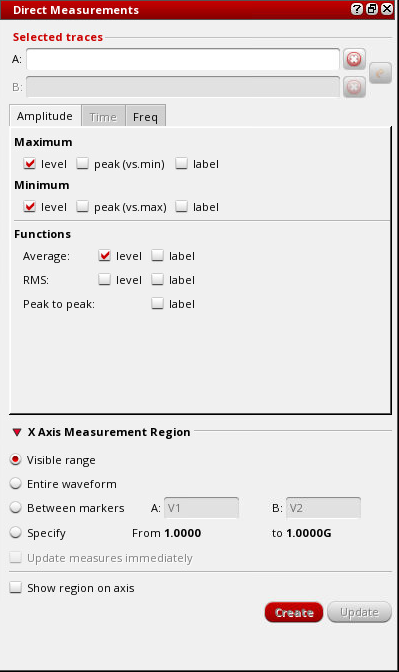 Direct Measurements
Selected traces
A:
B:
Amplitude Time Freq
Maximum
level peak (vs.min) label
Minimum
level peak (vs.max) label
Functions
Average: level label
RMS: level label
Peak to peak: label
X Axis Measurement Region
Visible range
Entire waveform
Between markers A: V1 B: V2
Specify From 1.0000 to 1.0000G
Update measures immediately
Show region on axis
Create Update